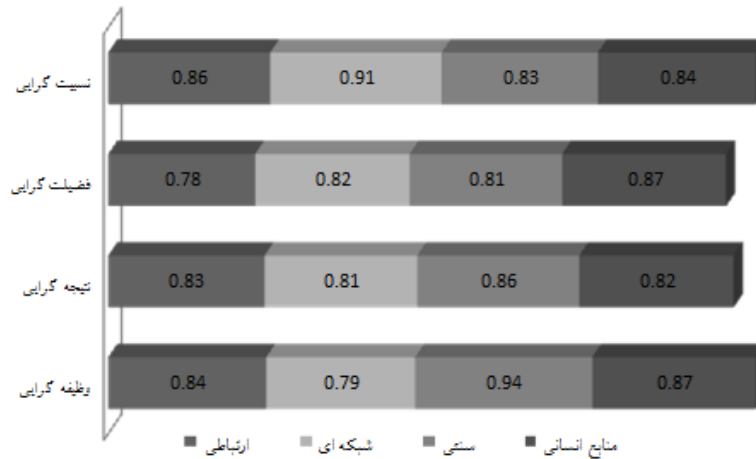 نسبیت گرایی
0.86 0.91 0.83 0.84
فضیلت گرایی
0.78 0.82 0.81 0.87
نتیجه گرایی
0.83 0.81 0.86 0.82
وظیفه گرایی
0.84 0.79 0.94 0.87
ارتباطی شبکه ای سنتی منابع انسانی